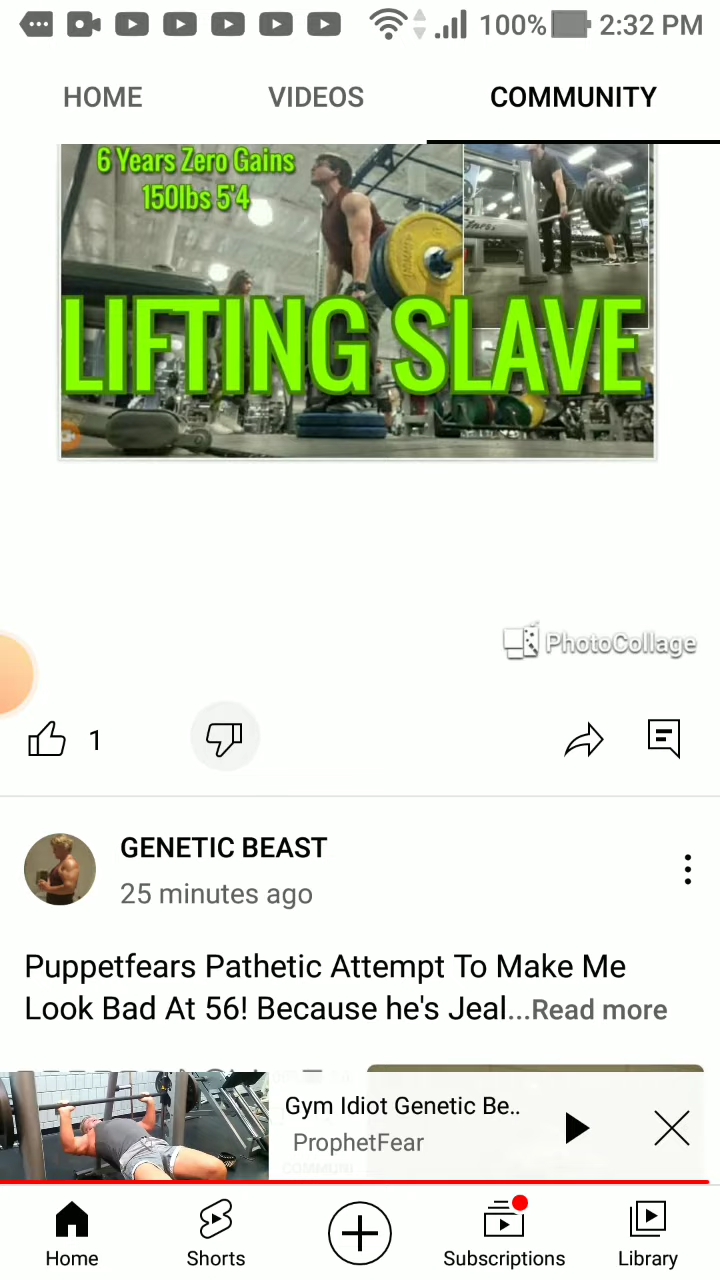 100% 2:32 PM
HOME VIDEOS COMMUNITY
6 Years Zero Gains
150lbs 5'4
LIFTING SLAVE
PhotoCollage
1
GENETIC BEAST
25 minutes ago
Puppetfears Pathetic Attempt To Make Me
Look Bad At 56! Because he's Jeal...Read more
Gym Idiot Genetic Be..
ProphetFear
Home Shorts Subscriptions Library